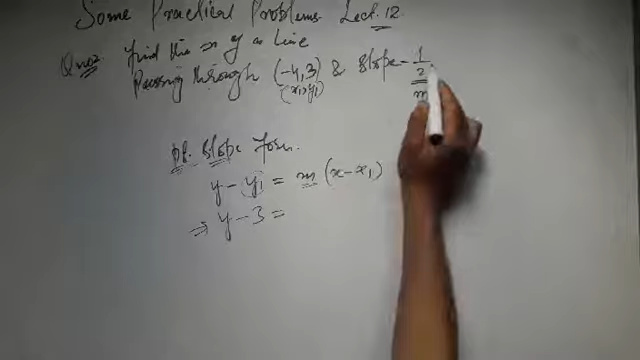 Some Practical Problems Lect. 12
Ques Find the of a line
Passing through (-4, 3) & Slope = 1/2
(x₁, y₁) m
Pt. Slope Form.
y - y₁ = m (x - x₁)
⇒ y - 3 =